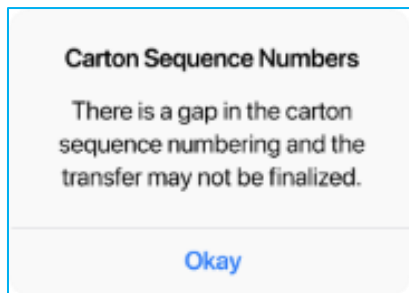 Carton Sequence Numbers
There is a gap in the carton
sequence numbering and the
transfer may not be finalized.
Okay